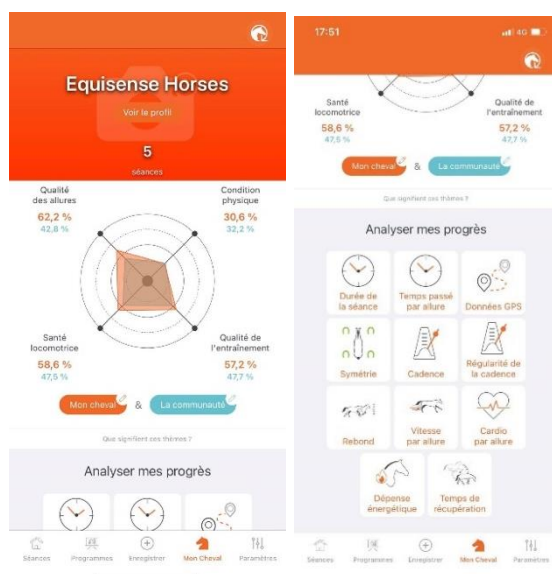 Equisense Horses
Voir le profil
5
séances
Qualité
des allures
62,2 %
42,8 %
Condition
physique
30,6 %
32,2 %
Santé
locomotrice
58,6 %
47,5 %
Qualité de
l'entraînement
57,2 %
47,7 %
Mon cheval & La communauté
Que signifient ces thèmes ?
Analyser mes progrès
Séances Programmes Enregistrer Mon Cheval Paramètres
17:51
4G
Santé
locomotrice
58,6 %
47,5 %
Qualité de
l'entraînement
57,2 %
47,7 %
Mon cheval & La communauté
Que signifient ces thèmes ?
Analyser mes progrès
Durée de
la séance
Temps passé
par allure
Données GPS
Symétrie
Cadence
Régularité de
la cadence
Rebond
Vitesse
par allure
Cardio
par allure
Dépense
énergétique
Temps de
récupération
Séances Programmes Enregistrer Mon Cheval Paramètres